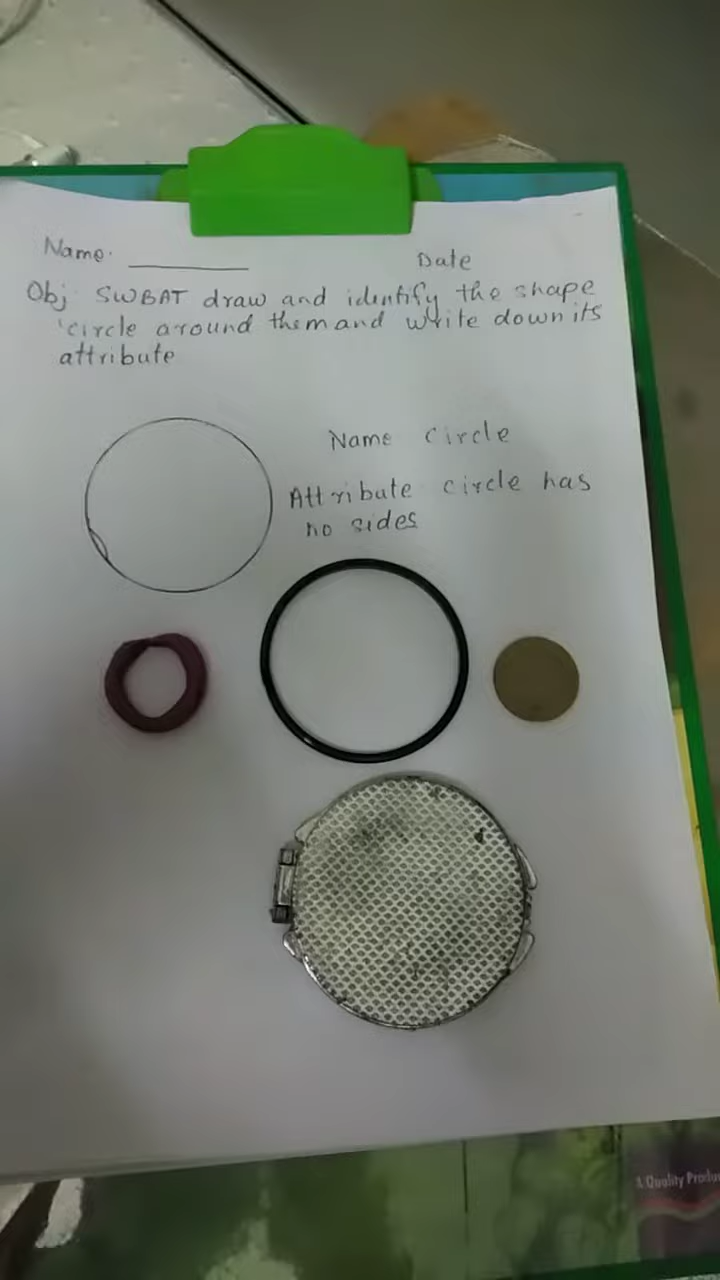 Name.
Date
Obj: SWBAT draw and identify the shape
'circle around them and write down its
attribute
Name Circle
Attribute circle has
no sides
A Quality Produ